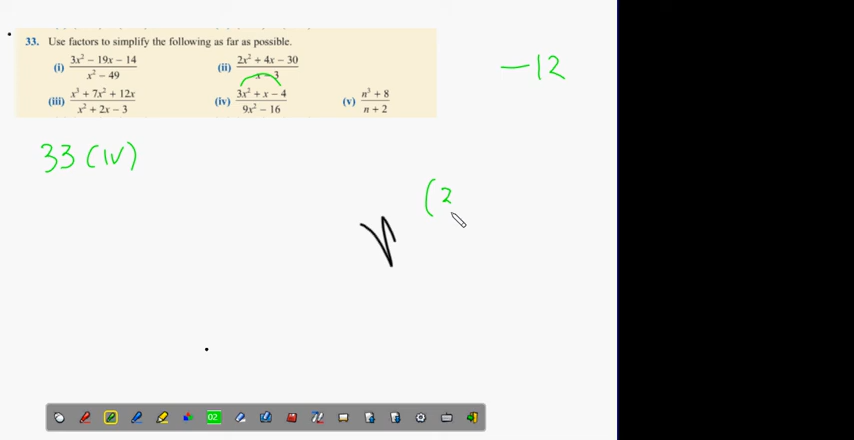 33. Use factors to simplify the following as far as possible.
(i) (3x² − 19x − 14)/(x² − 49) (ii) (2x² + 4x − 30)/(x − 3)
(iii) (x³ + 7x² + 12x)/(x² + 2x − 3) (iv) (3x² + x − 4)/(9x² − 16) (v) (n³ + 8)/(n + 2)
−12
33 (iv)
(2
02